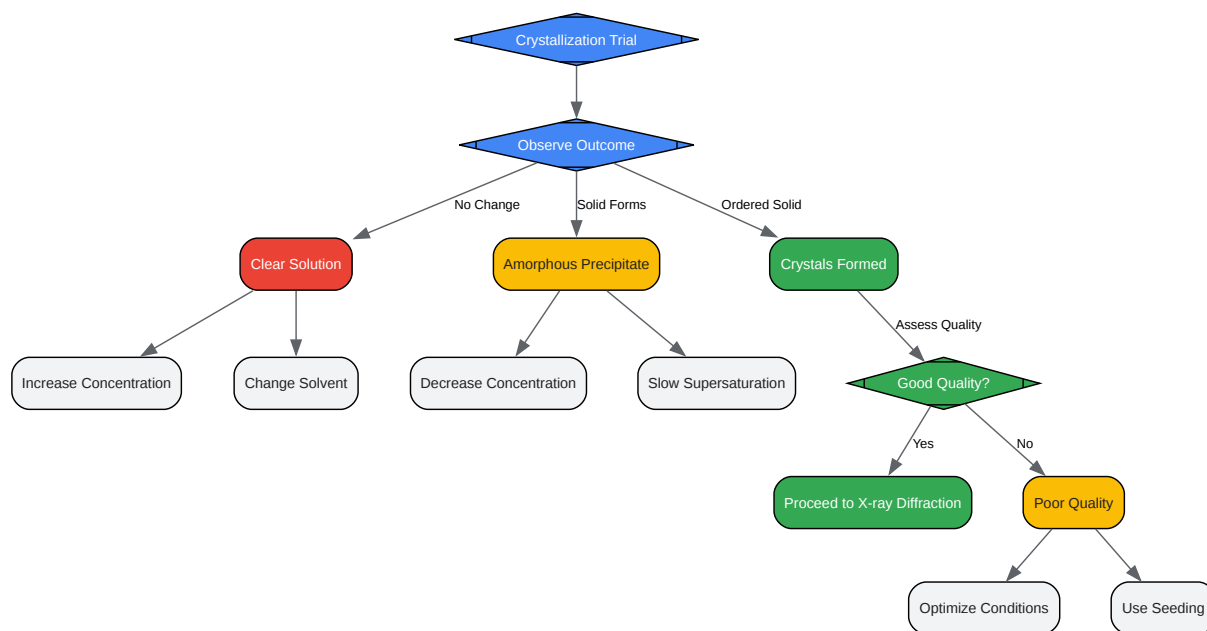 Crystallization Trial
Observe Outcome
No Change
Solid Forms
Ordered Solid
Clear Solution
Amorphous Precipitate
Crystals Formed
Assess Quality
Increase Concentration
Change Solvent
Decrease Concentration
Slow Supersaturation
Good Quality?
Yes
No
Proceed to X-ray Diffraction
Poor Quality
Optimize Conditions
Use Seeding